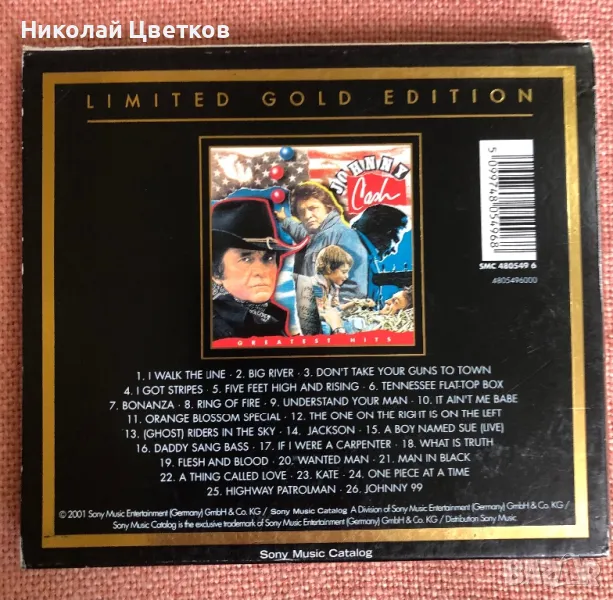 Николай Цветков
LIMITED GOLD EDITION
JOHNNY
Cash
GREATEST HITS
5099748054968
SMC 480549 6
4805496000
1. I WALK THE LINE · 2. BIG RIVER · 3. DON'T TAKE YOUR GUNS TO TOWN
4. I GOT STRIPES · 5. FIVE FEET HIGH AND RISING · 6. TENNESSEE FLAT-TOP BOX
7. BONANZA · 8. RING OF FIRE · 9. UNDERSTAND YOUR MAN · 10. IT AIN'T ME BABE
11. ORANGE BLOSSOM SPECIAL · 12. THE ONE ON THE RIGHT IS ON THE LEFT
13. (GHOST) RIDERS IN THE SKY · 14. JACKSON · 15. A BOY NAMED SUE (LIVE)
16. DADDY SANG BASS · 17. IF I WERE A CARPENTER · 18. WHAT IS TRUTH
19. FLESH AND BLOOD · 20. WANTED MAN · 21. MAN IN BLACK
22. A THING CALLED LOVE · 23. KATE · 24. ONE PIECE AT A TIME
25. HIGHWAY PATROLMAN · 26. JOHNNY 99
© 2001 Sony Music Entertainment (Germany) GmbH & Co. KG / Sony Music Catalog A Division of Sony Music Entertainment (Germany) GmbH & Co. KG /
Sony Music Catalog is the exclusive trademark of Sony Music Entertainment (Germany) GmbH & Co. KG / Distribution Sony Music
Sony Music Catalog